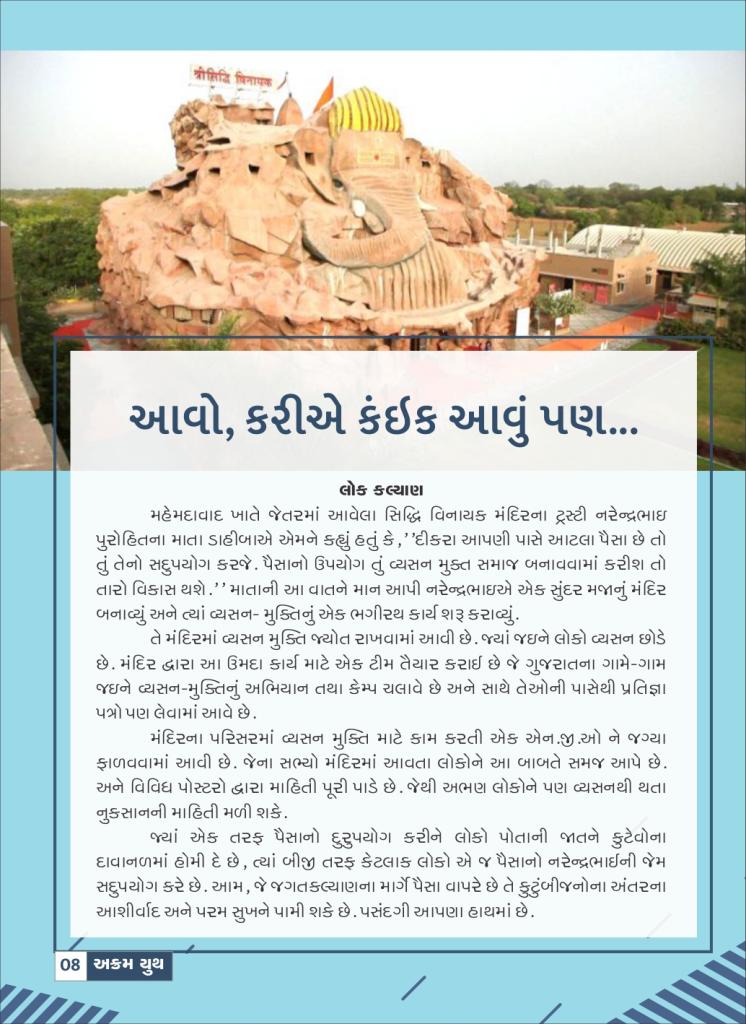 श्री सिद्धि विनायक
આવો, કરીએ કંઇક આવું પણ...
લોક કલ્યાણ
મહેમદાવાદ ખાતે જેતરમાં આવેલા સિદ્ધિ વિનાયક મંદિરના ટ્રસ્ટી નરેન્દ્રભાઇ
પુરોહિતના માતા ડાહીબાએ એમને કહ્યું હતું કે,’’દીકરા આપણી પાસે આટલા પૈસા છે તો
તું તેનો સદુપયોગ કરજે. પૈસાનો ઉપયોગ તું વ્યસન મુક્ત સમાજ બનાવવામાં કરીશ તો
તારો વિકાસ થશે.’’ માતાની આ વાતને માન આપી નરેન્દ્રભાઇએ એક સુંદર મજાનું મંદિર
બનાવ્યું અને ત્યાં વ્યસન- મુક્તિનું એક ભગીરથ કાર્ય શરૂ કરાવ્યું.
તે મંદિરમાં વ્યસન મુક્તિ જ્યોત રાખવામાં આવી છે. જ્યાં જઇને લોકો વ્યસન છોડે
છે. મંદિર દ્વારા આ ઉમદા કાર્ય માટે એક ટીમ તૈયાર કરાઈ છે જે ગુજરાતના ગામે-ગામ
જઇને વ્યસન-મુક્તિનું અભિયાન તથા કેમ્પ ચલાવે છે અને સાથે તેઓની પાસેથી પ્રતિજ્ઞા
પત્રો પણ લેવામાં આવે છે.
મંદિરના પરિસરમાં વ્યસન મુક્તિ માટે કામ કરતી એક એન.જી.ઓ ને જગ્યા
ફાળવવામાં આવી છે. જેના સભ્યો મંદિરમાં આવતા લોકોને આ બાબતે સમજ આપે છે.
અને વિવિધ પોસ્ટરો દ્વારા માહિતી પૂરી પાડે છે. જેથી અભણ લોકોને પણ વ્યસનથી થતા
નુકસાનની માહિતી મળી શકે.
જ્યાં એક તરફ પૈસાનો દુરુપયોગ કરીને લોકો પોતાની જાતને કુટેવોના
દાવાનળમાં હોમી દે છે, ત્યાં બીજી તરફ કેટલાક લોકો એ જ પૈસાનો નરેન્દ્રભાઈની જેમ
સદુપયોગ કરે છે. આમ, જે જગતકલ્યાણના માર્ગે પૈસા વાપરે છે તે કુટુંબીજનોના અંતરના
આશીર્વાદ અને પરમ સુખને પામી શકે છે. પસંદગી આપણા હાથમાં છે.
08 અક્રમ યુથ